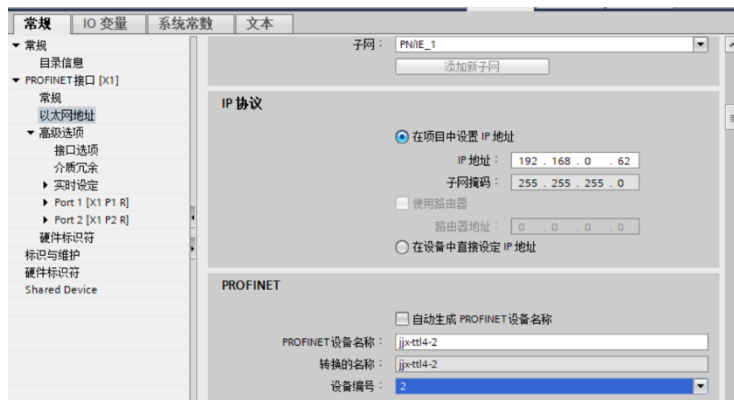 常规 IO 变量 系统常数 文本
常规
目录信息
PROFINET接口 [X1]
常规
以太网地址
高级选项
接口选项
介质冗余
实时设定
Port 1 [X1 P1 R]
Port 2 [X1 P2 R]
硬件标识符
标识与维护
硬件标识符
Shared Device
子网： PN/IE_1
添加新子网
IP 协议
在项目中设置 IP 地址
IP 地址： 192 . 168 . 0 . 62
子网掩码： 255 . 255 . 255 . 0
使用路由器
路由器地址： 0 . 0 . 0 . 0
在设备中直接设定 IP 地址
PROFINET
自动生成 PROFINET 设备名称
PROFINET 设备名称： jjx-ttl4-2
转换的名称： jjx-ttl4-2
设备编号： 2